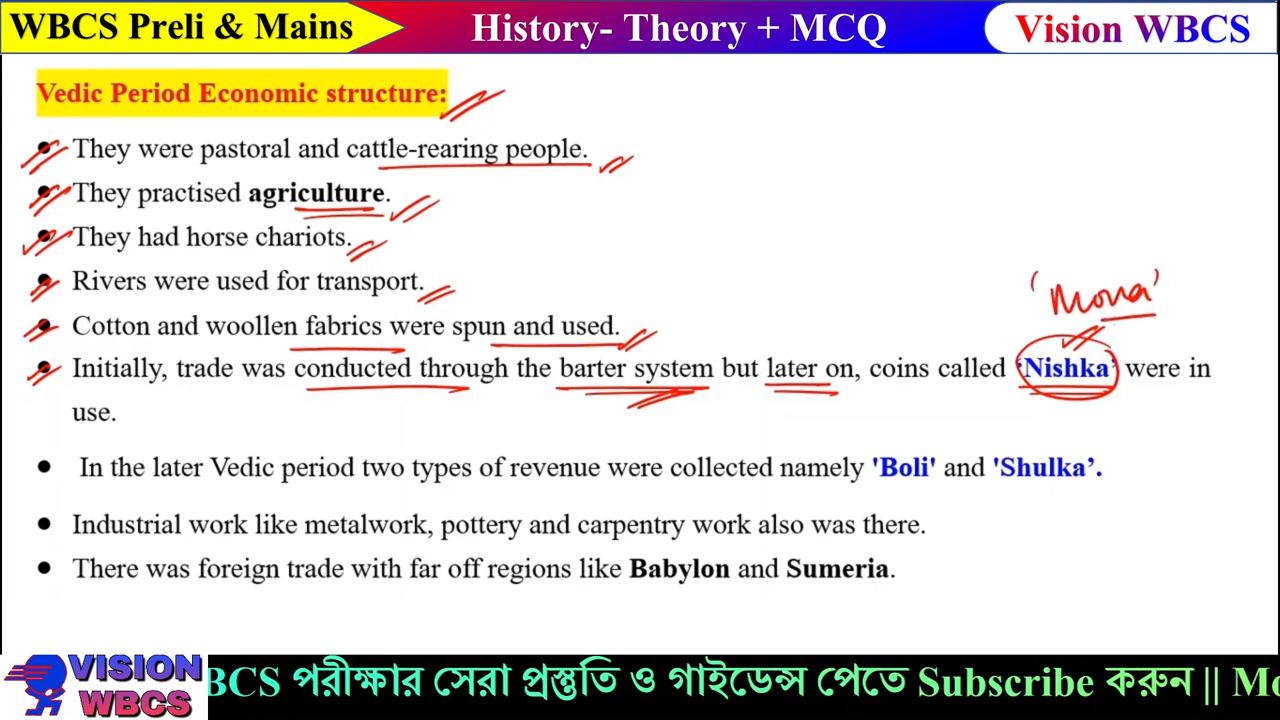 WBCS Preli & Mains
History- Theory + MCQ
Vision WBCS
Vedic Period Economic structure:
● They were pastoral and cattle-rearing people.
● They practised agriculture.
● They had horse chariots.
● Rivers were used for transport.
● Cotton and woollen fabrics were spun and used.
'Mona'
● Initially, trade was conducted through the barter system but later on, coins called ‘Nishka’ were in
use.
● In the later Vedic period two types of revenue were collected namely 'Boli' and 'Shulka’.
● Industrial work like metalwork, pottery and carpentry work also was there.
● There was foreign trade with far off regions like Babylon and Sumeria.
VISION
WBCS
BCS পরীক্ষার সেরা প্রস্তুতি ও গাইডেন্স পেতে Subscribe করুন || Mo